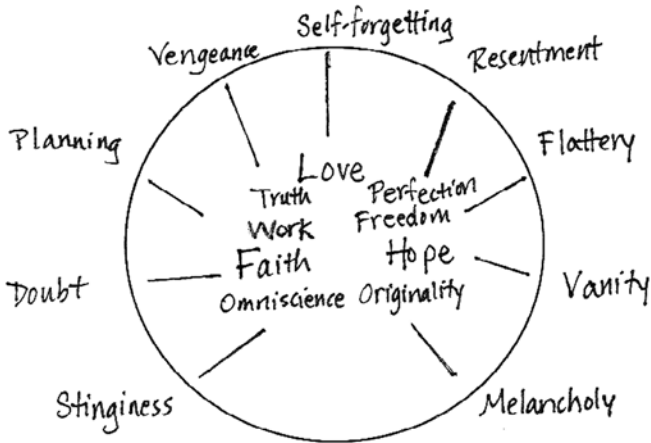 Self-forgetting
Vengeance
Resentment
Planning
Flattery
Love
Truth
Perfection
Work
Freedom
Faith
Hope
Doubt
Vanity
Omniscience
Originality
Stinginess
Melancholy